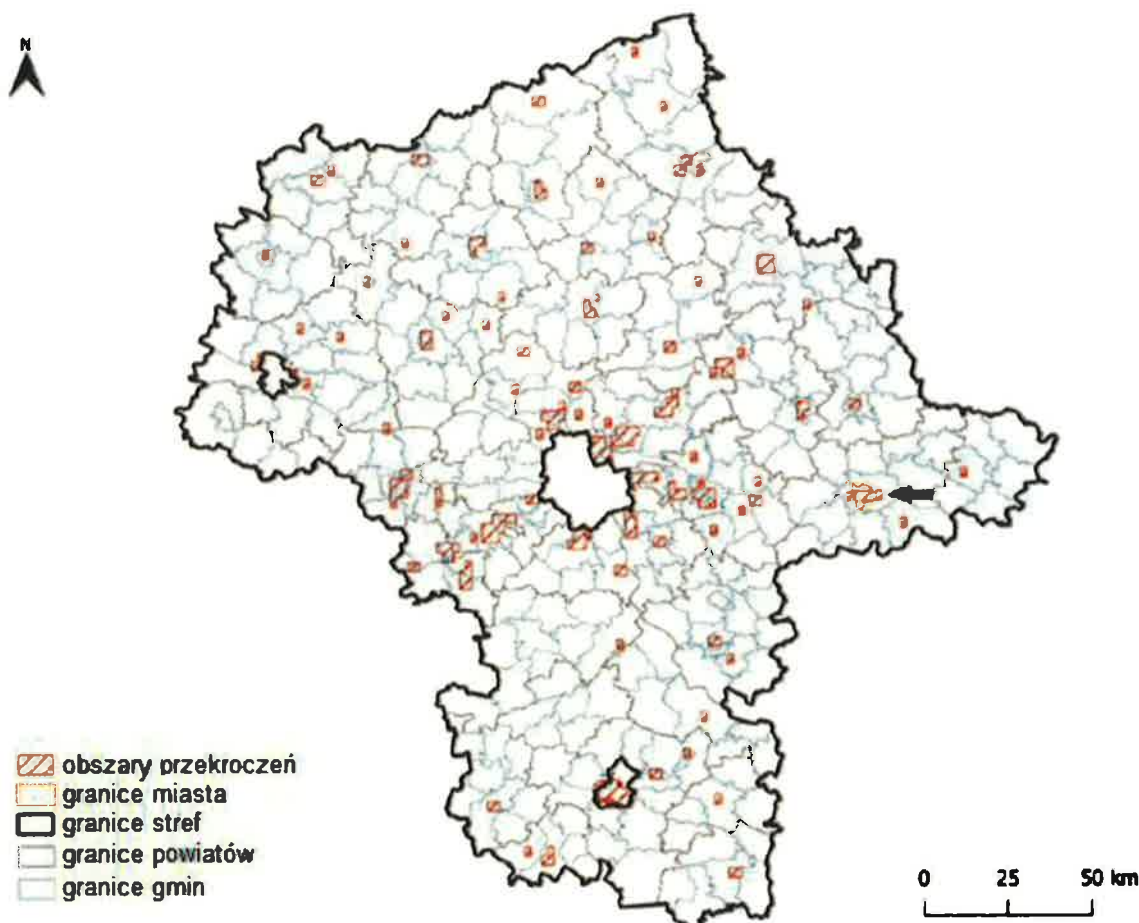 N
obszary przekroczeń
granice miasta
granice stref
granice powiatów
granice gmin
0 25 50 km